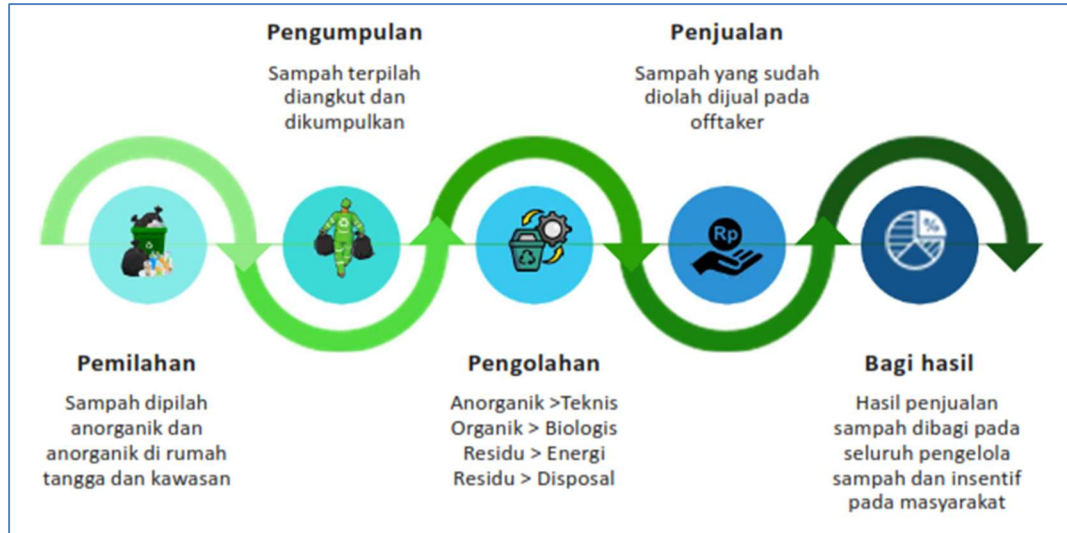 Pemilahan
Sampah dipilah
anorganik dan
anorganik di rumah
tangga dan kawasan
Pengumpulan
Sampah terpilah
diangkut dan
dikumpulkan
Pengolahan
Anorganik >Teknis
Organik > Biologis
Residu > Energi
Residu > Disposal
Penjualan
Sampah yang sudah
diolah dijual pada
offtaker
Rp
Bagi hasil
Hasil penjualan
sampah dibagi pada
seluruh pengelola
sampah dan insentif
pada masyarakat
%